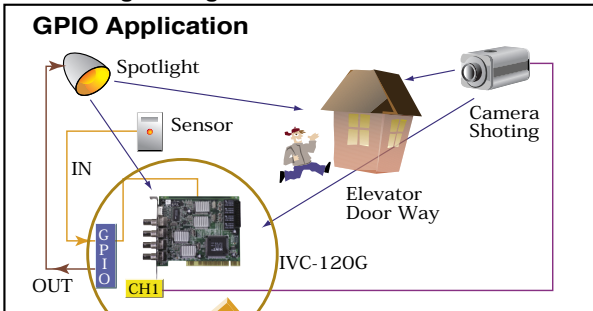 GPIO Application
Spotlight
Sensor
Camera
Shoting
IN
Elevator
Door Way
GPIO
IVC-120G
OUT
CH1